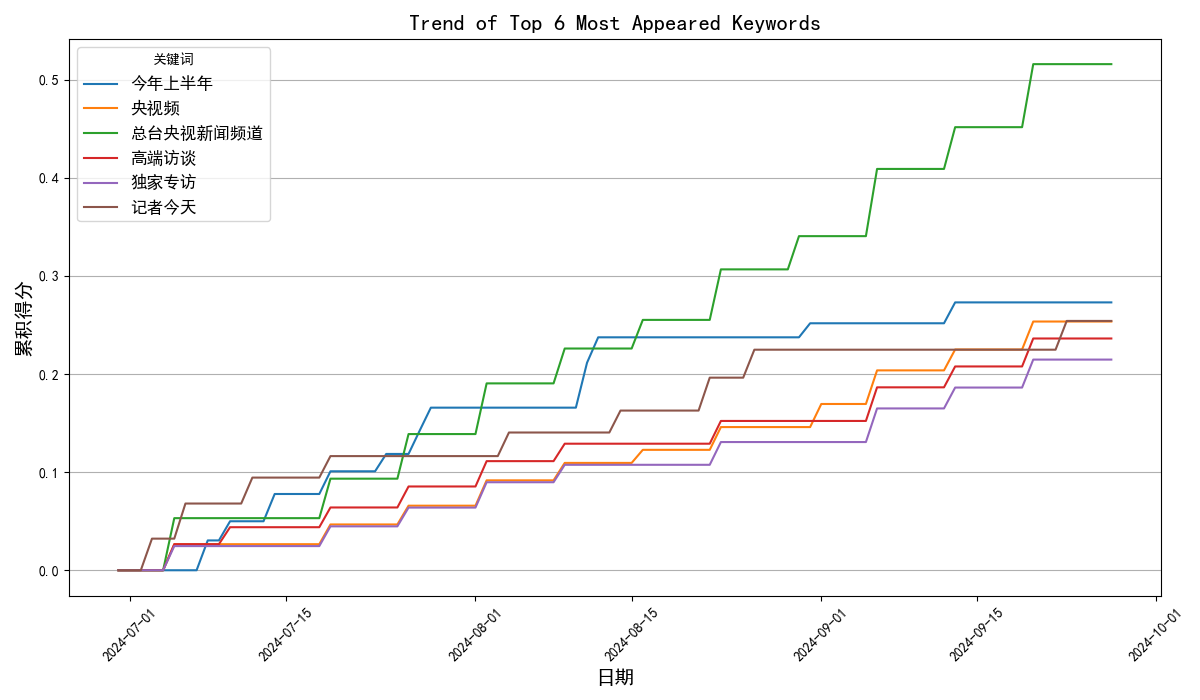 Trend of Top 6 Most Appeared Keywords
关键词
今年上半年
央视频
总台央视新闻频道
高端访谈
独家专访
记者今天
0.5
0.4
0.3
0.2
0.1
0.0
累积得分
2024-07-01
2024-07-15
2024-08-01
2024-08-15
2024-09-01
2024-09-15
2024-10-01
日期